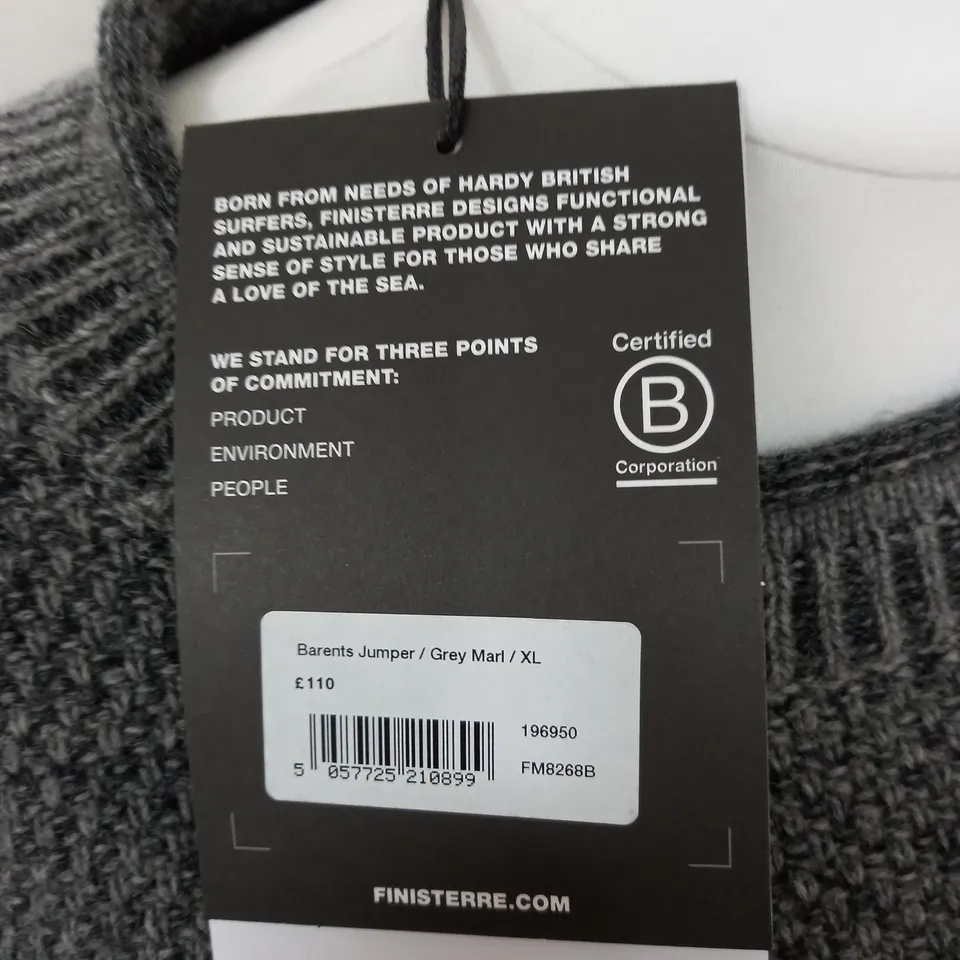 BORN FROM NEEDS OF HARDY BRITISH
SURFERS, FINISTERRE DESIGNS FUNCTIONAL
AND SUSTAINABLE PRODUCT WITH A STRONG
SENSE OF STYLE FOR THOSE WHO SHARE
A LOVE OF THE SEA.
WE STAND FOR THREE POINTS
OF COMMITMENT:
PRODUCT
ENVIRONMENT
PEOPLE
Certified
B
Corporation
Barents Jumper / Grey Marl / XL
£110
196950
FM8268B
5 057725 210899
FINISTERRE.COM